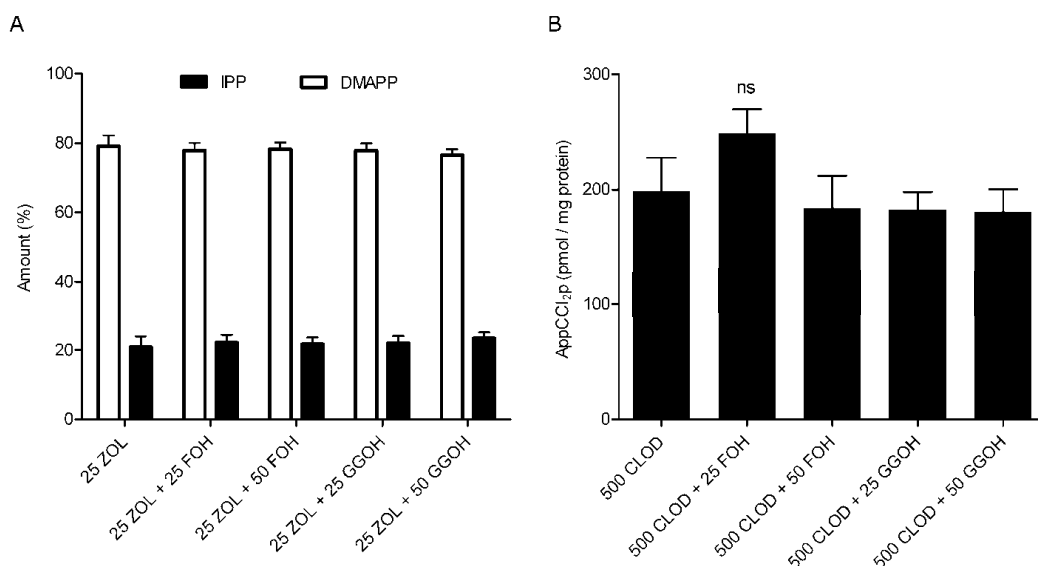 A
100
80
60
40
20
0
Amount (%)
IPP
DMAPP
25 ZOL
25 ZOL + 25 FOH
25 ZOL + 50 FOH
25 ZOL + 25 GGOH
25 ZOL + 50 GGOH
B
300
200
100
0
AppCCl₂p (pmol / mg protein)
ns
500 CLOD
500 CLOD + 25 FOH
500 CLOD + 50 FOH
500 CLOD + 25 GGOH
500 CLOD + 50 GGOH